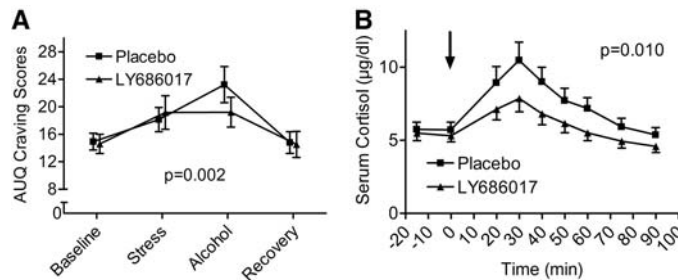 A
AUQ Craving Scores
28
24
20
16
12
8
0
Placebo
LY686017
p=0.002
Baseline
Stress
Alcohol
Recovery
B
Serum Cortisol (μg/dl)
10
5
0
p=0.010
Placebo
LY686017
-20
-10
0
10
20
30
40
50
60
70
80
90
100
Time (min)